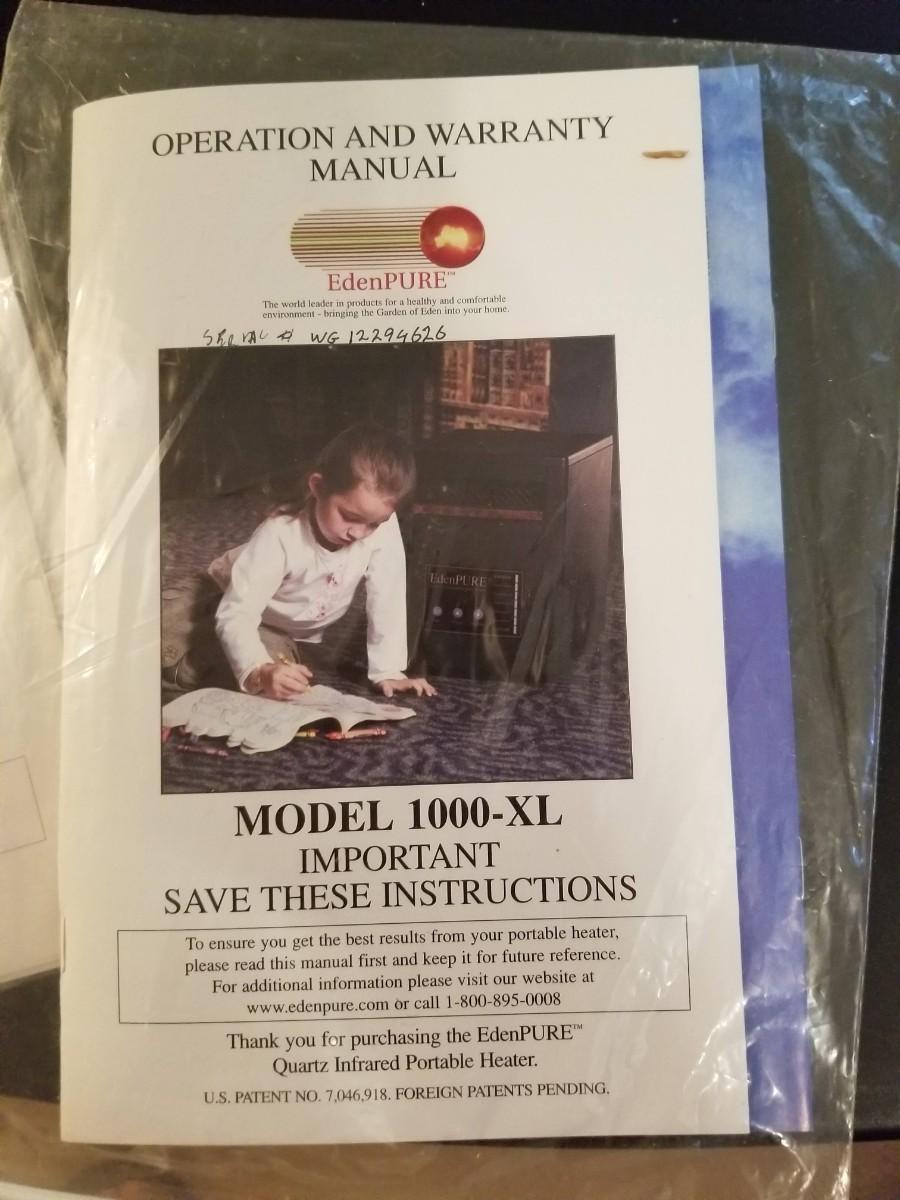 OPERATION AND WARRANTY
MANUAL
EdenPURE™
The world leader in products for a healthy and comfortable
environment - bringing the Garden of Eden into your home.
SERIAL # WG 12294626
EdenPURE
MODEL 1000-XL
IMPORTANT
SAVE THESE INSTRUCTIONS
To ensure you get the best results from your portable heater,
please read this manual first and keep it for future reference.
For additional information please visit our website at
www.edenpure.com or call 1-800-895-0008
Thank you for purchasing the EdenPURE™
Quartz Infrared Portable Heater.
U.S. PATENT NO. 7,046,918. FOREIGN PATENTS PENDING.